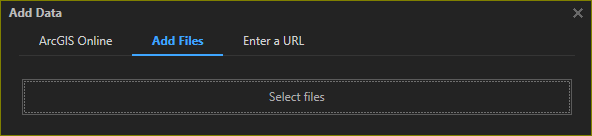 Add Data
ArcGIS Online Add Files Enter a URL
Select files